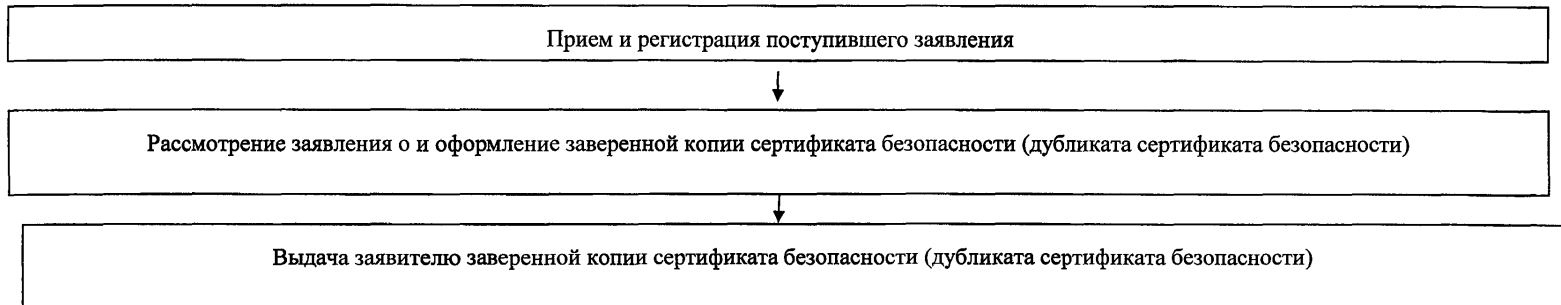 Прием и регистрация поступившего заявления
Рассмотрение заявления о и оформление заверенной копии сертификата безопасности (дубликата сертификата безопасности)
Выдача заявителю заверенной копии сертификата безопасности (дубликата сертификата безопасности)